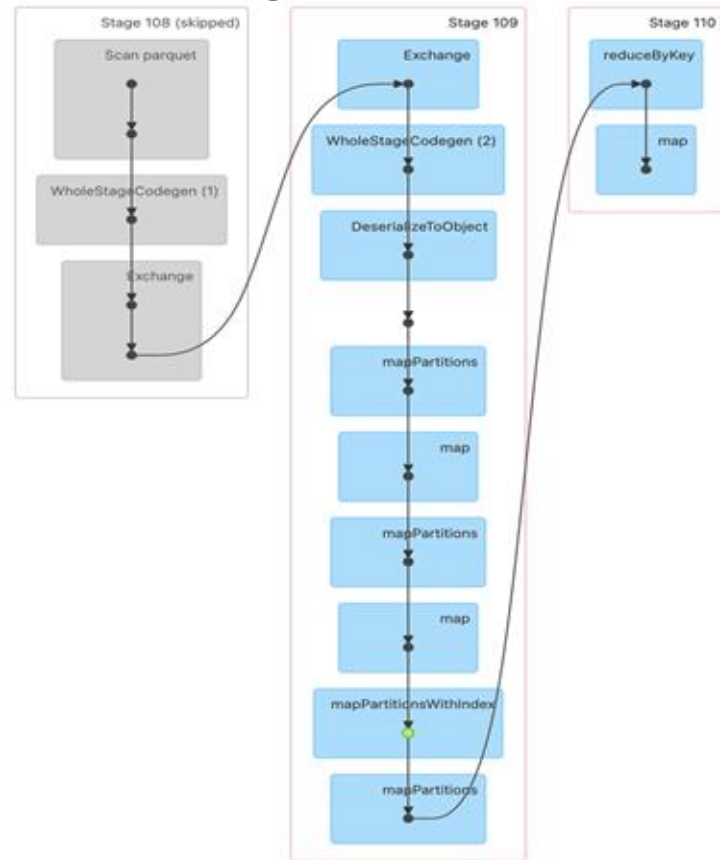 Stage 108 (skipped)
Scan parquet
WholeStageCodegen (1)
Exchange
Stage 109
Exchange
WholeStageCodegen (2)
DeserializeToObject
mapPartitions
map
mapPartitions
map
mapPartitionsWithIndex
mapPartitions
Stage 110
reduceByKey
map